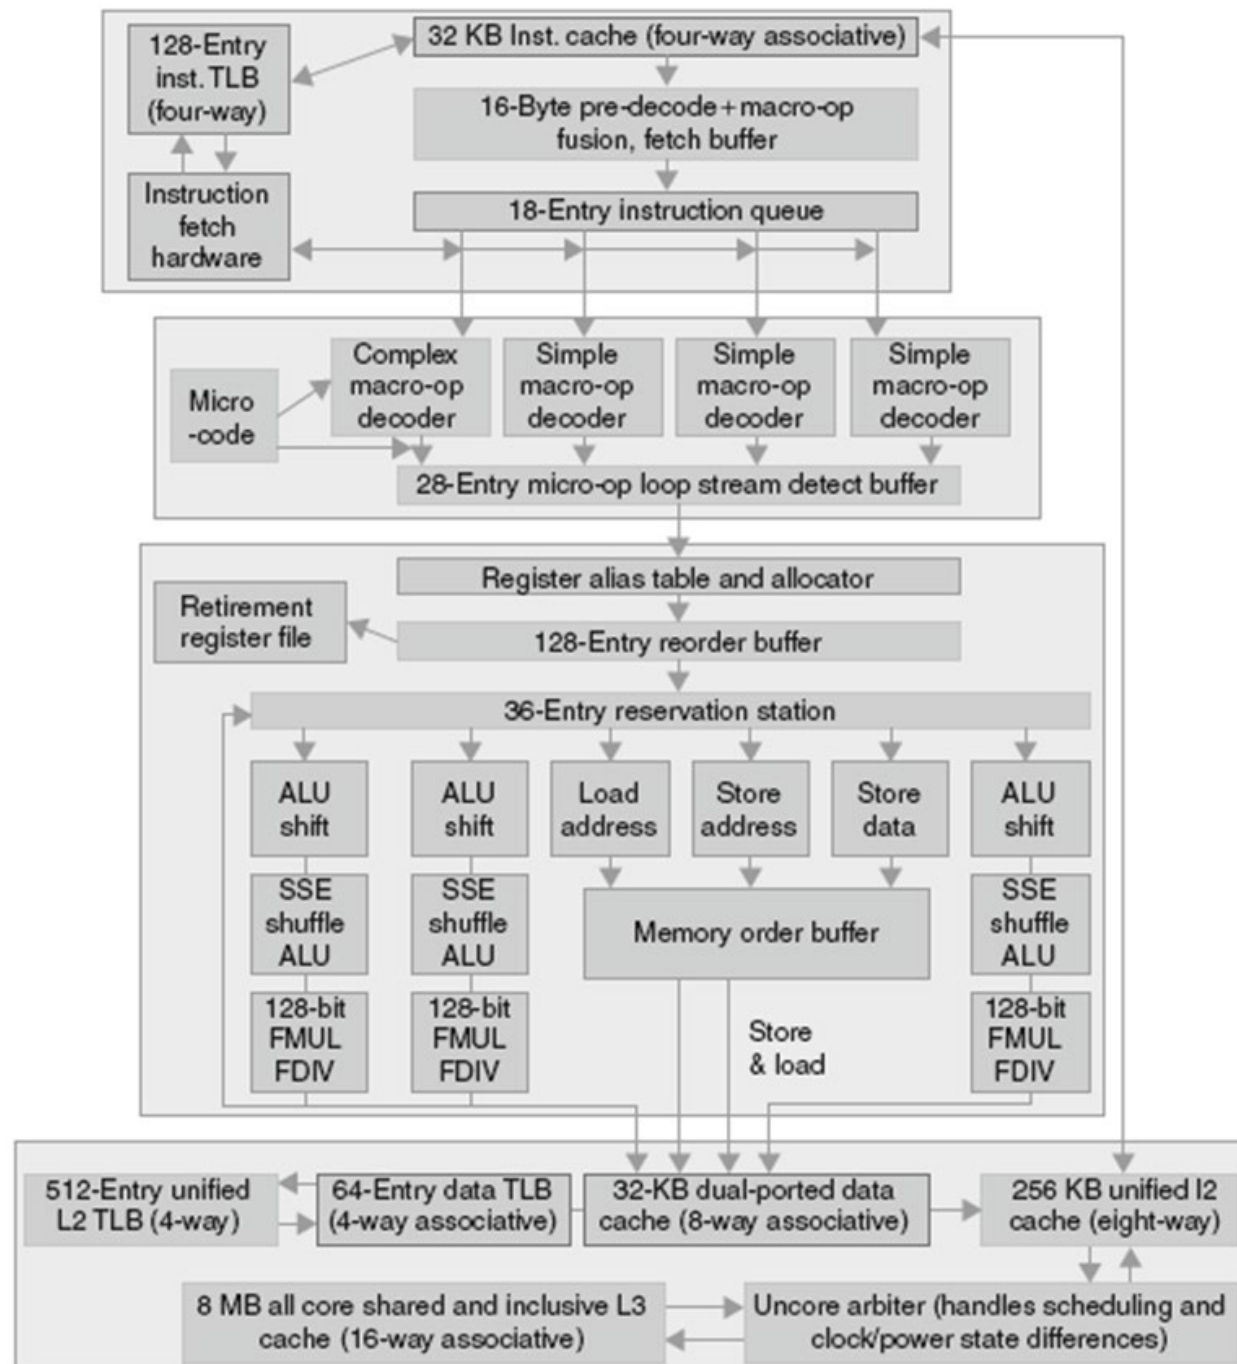 128-Entry
inst. TLB
(four-way)
32 KB Inst. cache (four-way associative)
16-Byte pre-decode+macro-op
fusion, fetch buffer
Instruction
fetch
hardware
18-Entry instruction queue
Micro
-code
Complex
macro-op
decoder
Simple
macro-op
decoder
Simple
macro-op
decoder
Simple
macro-op
decoder
28-Entry micro-op loop stream detect buffer
Register alias table and allocator
Retirement
register file
128-Entry reorder buffer
36-Entry reservation station
ALU
shift
ALU
shift
Load
address
Store
address
Store
data
ALU
shift
SSE
shuffle
ALU
SSE
shuffle
ALU
Memory order buffer
SSE
shuffle
ALU
128-bit
FMUL
FDIV
128-bit
FMUL
FDIV
Store
& load
128-bit
FMUL
FDIV
512-Entry unified
L2 TLB (4-way)
64-Entry data TLB
(4-way associative)
32-KB dual-ported data
cache (8-way associative)
256 KB unified l2
cache (eight-way)
8 MB all core shared and inclusive L3
cache (16-way associative)
Uncore arbiter (handles scheduling and
clock/power state differences)